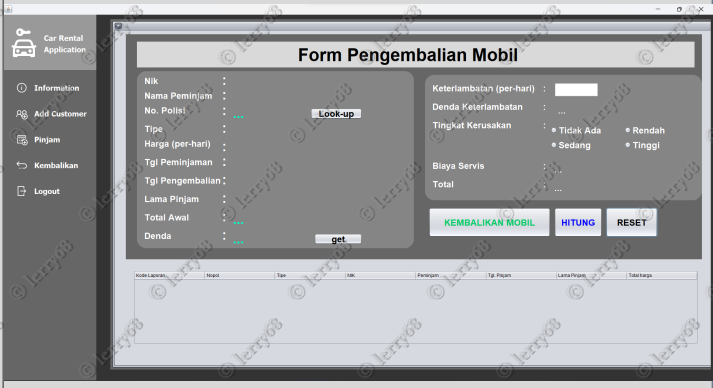 Car Rental
Application
Information
Add Customer
Pinjam
Kembalikan
Logout
Form Pengembalian Mobil
Nik :
Nama Peminjam :
No. Polisi : ... Look-up
Tipe :
Harga (per-hari) :
Tgl Peminjaman :
Tgl Pengembalian :
Lama Pinjam :
Total Awal : ...
Denda : ... get
Keterlambatan (per-hari) :
Denda Keterlambatan : ...
Tingkat Kerusakan : Tidak Ada Rendah
Sedang Tinggi
Biaya Servis : ...
Total : ...
KEMBALIKAN MOBIL HITUNG RESET
Kode Laporan Nopol Tipe NIK Peminjam Tgl. Pinjam Lama Pinjam Total Harga
© lerry68